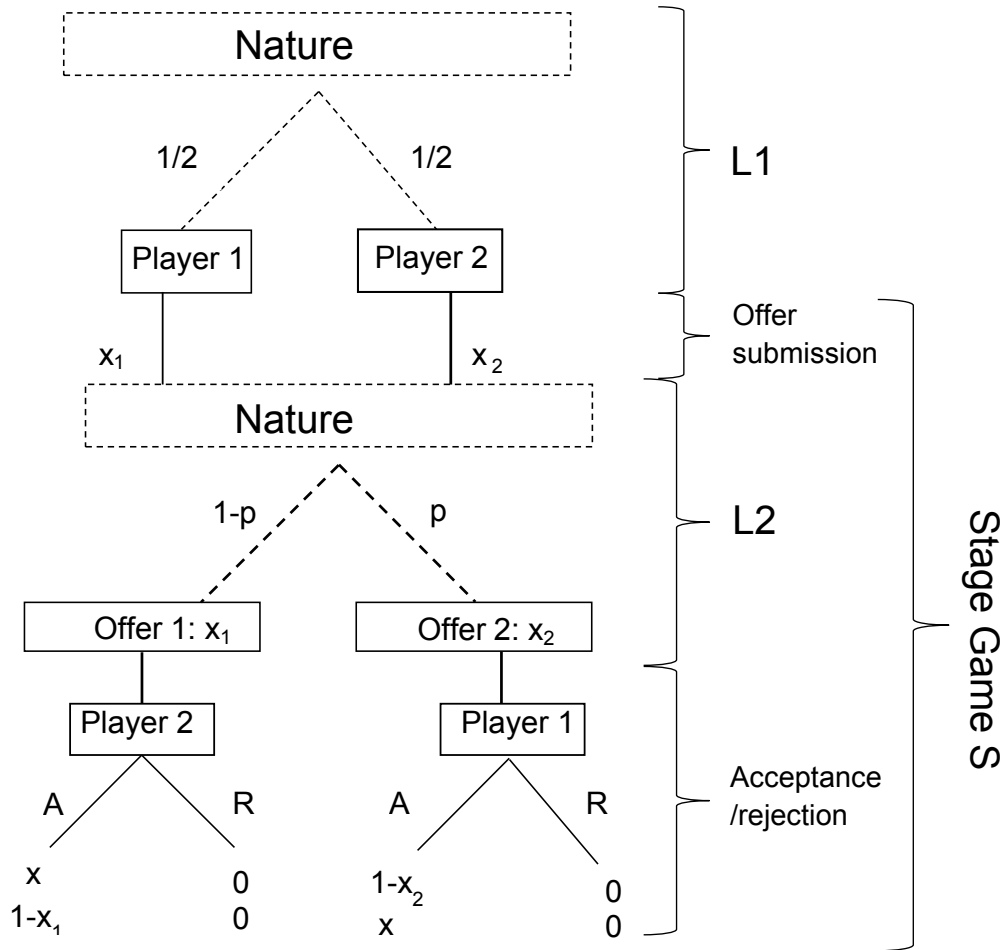 Nature
1/2
1/2
L1
Player 1
Player 2
Offer
submission
x₁
x₂
Nature
1-p
p
L2
Offer 1: x₁
Offer 2: x₂
Stage Game S
Player 2
Player 1
A
R
A
R
Acceptance
/rejection
x
0
1-x₂
0
1-x₁
0
x
0